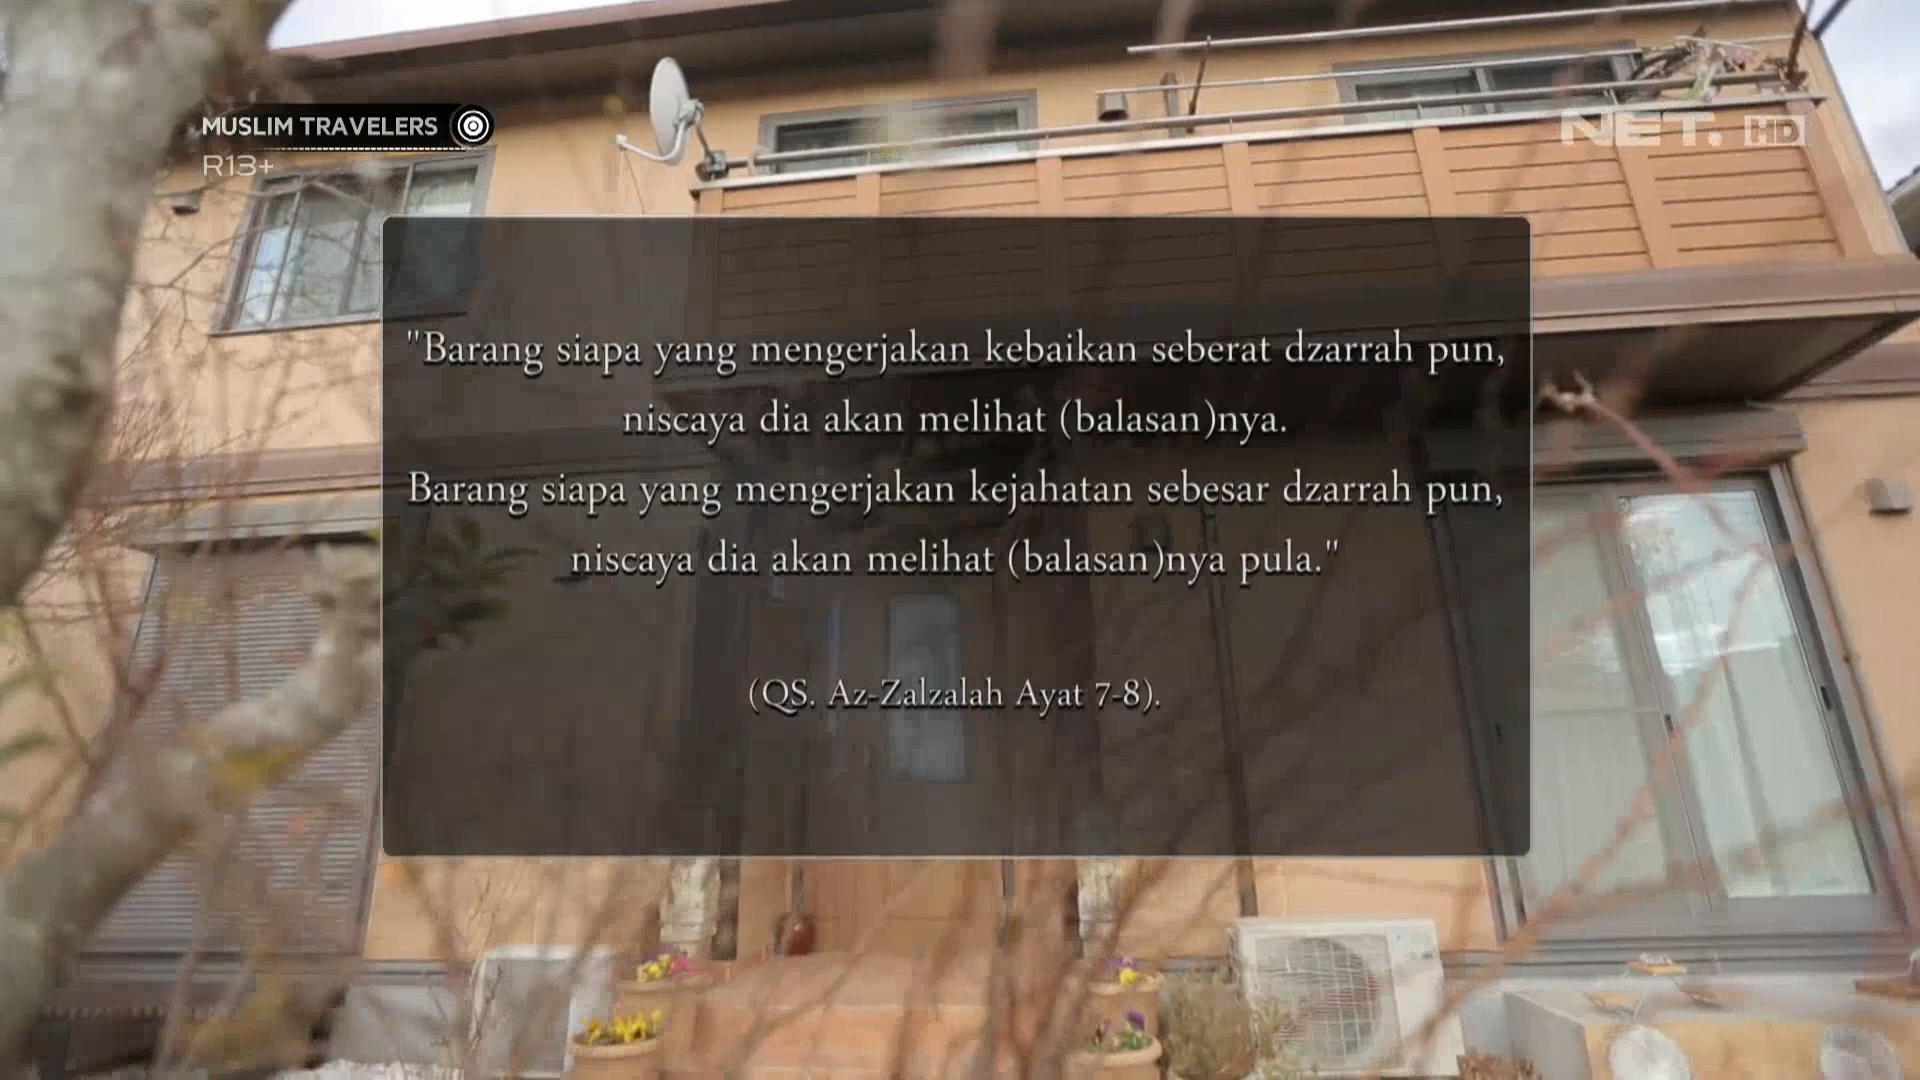 MUSLIM TRAVELERS
R13+
NET. HD
"Barang siapa yang mengerjakan kebaikan seberat dzarrah pun,
niscaya dia akan melihat (balasan)nya.
Barang siapa yang mengerjakan kejahatan sebesar dzarrah pun,
niscaya dia akan melihat (balasan)nya pula."
(QS. Az-Zalzalah Ayat 7-8).